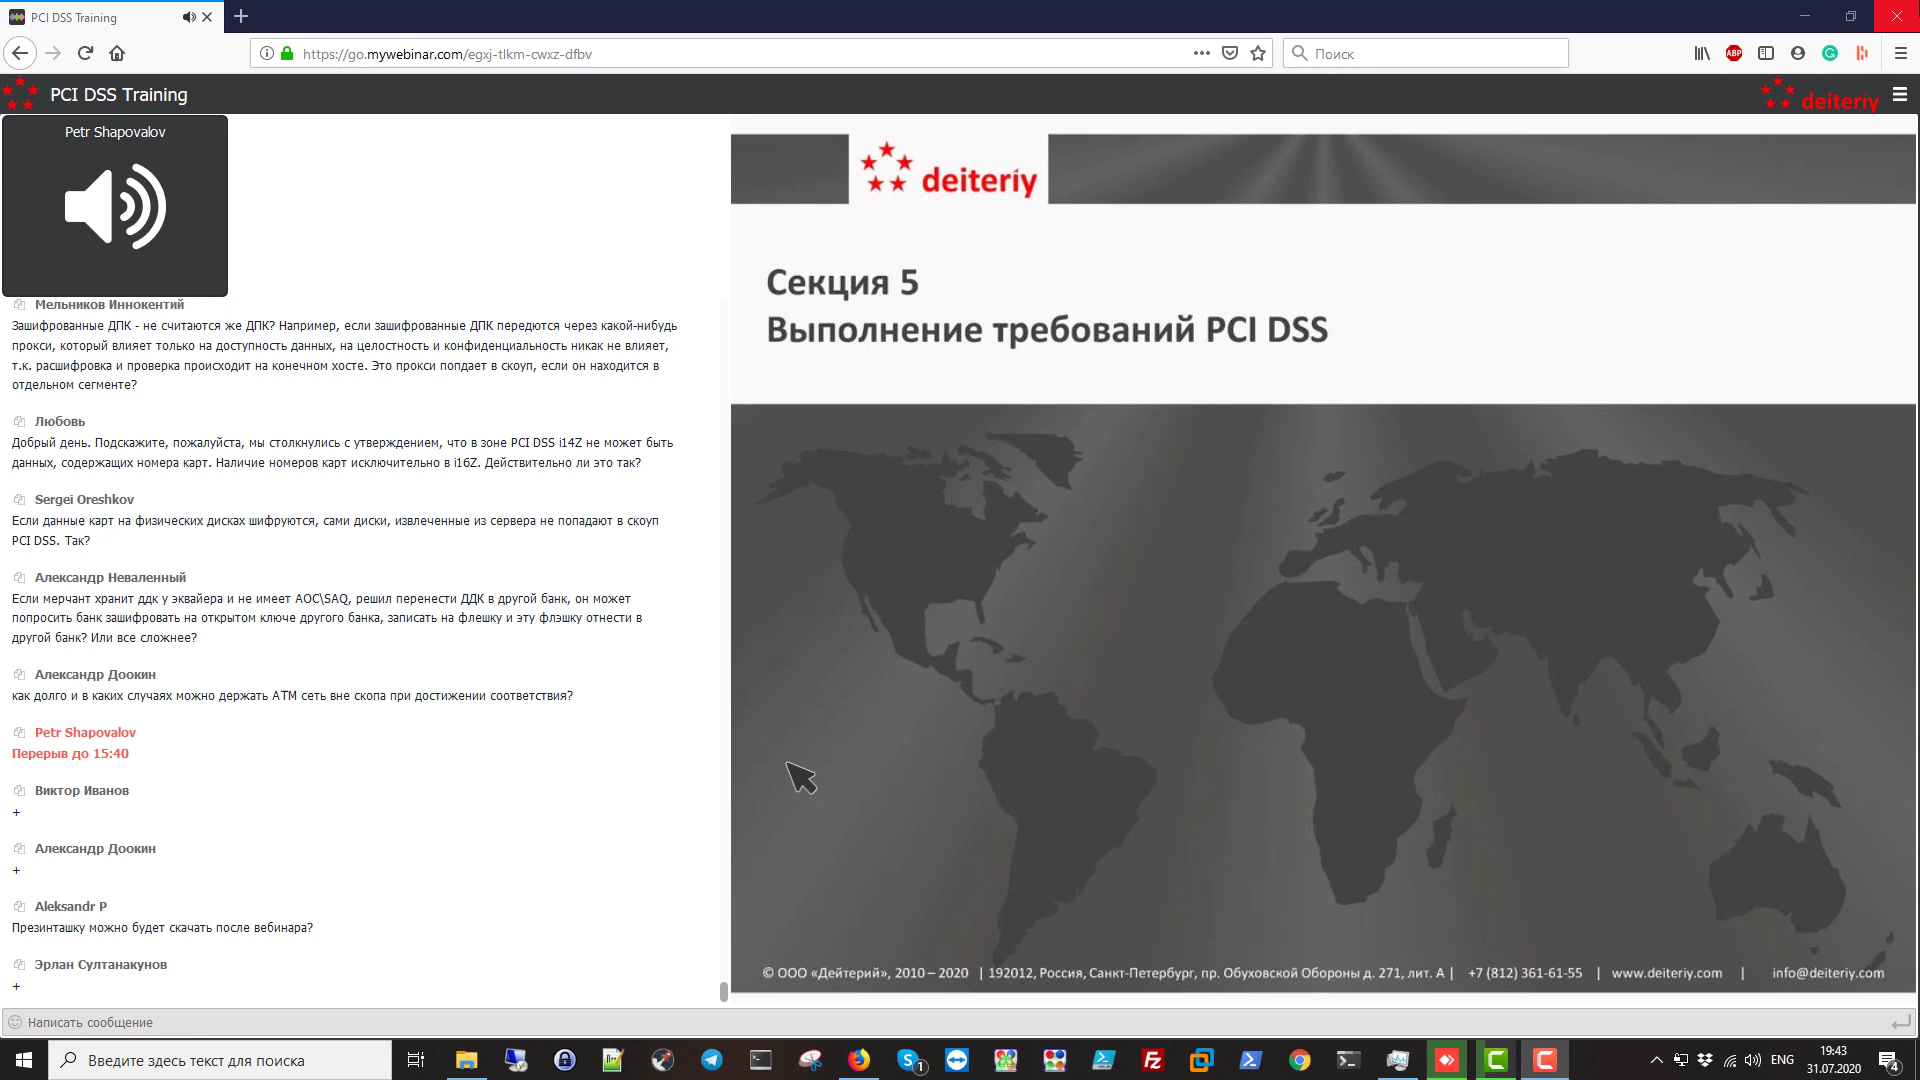 PCI DSS Training
https://go.mywebinar.com/egxj-tlkm-cwxz-dfbv
Поиск
ABP
PCI DSS Training
deiteriy
Petr Shapovalov
Мельников Иннокентий
Зашифрованные ДПК - не считаются же ДПК? Например, если зашифрованные ДПК передются через какой-нибудь
прокси, который влияет только на доступность данных, на целостность и конфиденциальность никак не влияет,
т.к. расшифровка и проверка происходит на конечном хосте. Это прокси попдает в скоуп, если он находится в
отдельном сегменте?
Любовь
Добрый день. Подскажите, пожалуйста, мы столкнулись с утверждением, что в зоне PCI DSS i14Z не может быть
данных, содержащих номера карт. Наличие номеров карт исключительно в i16Z. Действительно ли это так?
Sergei Oreshkov
Если данные карт на физических дисках шифруются, сами диски, извлеченные из сервера не попадают в скоуп
PCI DSS. Так?
Александр Неваленный
Если мерчант хранит ддк у эквайера и не имеет AOC\SAQ, решил перенести ДДК в другой банк, он может
попросить банк зашифровать на открытом ключе другого банка, записать на флешку и эту флэшку отнести в
другой банк? Или все сложнее?
Александр Доокин
как долго и в каких случаях можно держать АТМ сеть вне скопа при достижении соответствия?
Petr Shapovalov
Перерыв до 15:40
Виктор Иванов
+
Александр Доокин
+
Aleksandr P
Презинташку можно будет скачать после вебинара?
Эрлан Султанакунов
+
Написать сообщение
deiteriy
Секция 5
Выполнение требований PCI DSS
© ООО «Дейтерий», 2010 – 2020 | 192012, Россия, Санкт-Петербург, пр. Обуховской Обороны д. 271, лит. А | +7 (812) 361-61-55 | www.deiteriy.com | info@deiteriy.com
Введите здесь текст для поиска
1
ENG
19:43
31.07.2020
4